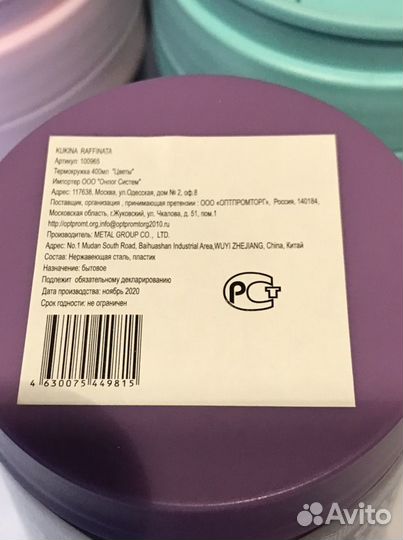 KUKINA RAFFINATA
Артикул: 100965
Термокружка 400мл "Цветы"
Импортер ООО "Онлог Систем"
Адрес: 117638, Москва, ул.Одесская, дом № 2, оф.8
Поставщик, организация , принимающая претензии : ООО «ОПТПРОМТОРГ», Россия, 140184,
Московская область, г.Жуковский, ул. Чкалова, д. 51, пом.1
http://optpromt.org,info@optpromtorg2010.ru
Производитель: METAL GROUP CO., LTD.
Адрес: No.1 Mudan South Road, Baihuashan Industrial Area,WUYI ZHEJIANG, China, Китай
Состав: Нержавеющая сталь, пластик
Назначение: бытовое
Подлежит обязательному декларированию
Дата производства: ноябрь 2020
Срок годности: не ограничен
РСТ
4 630075 449815
Avito